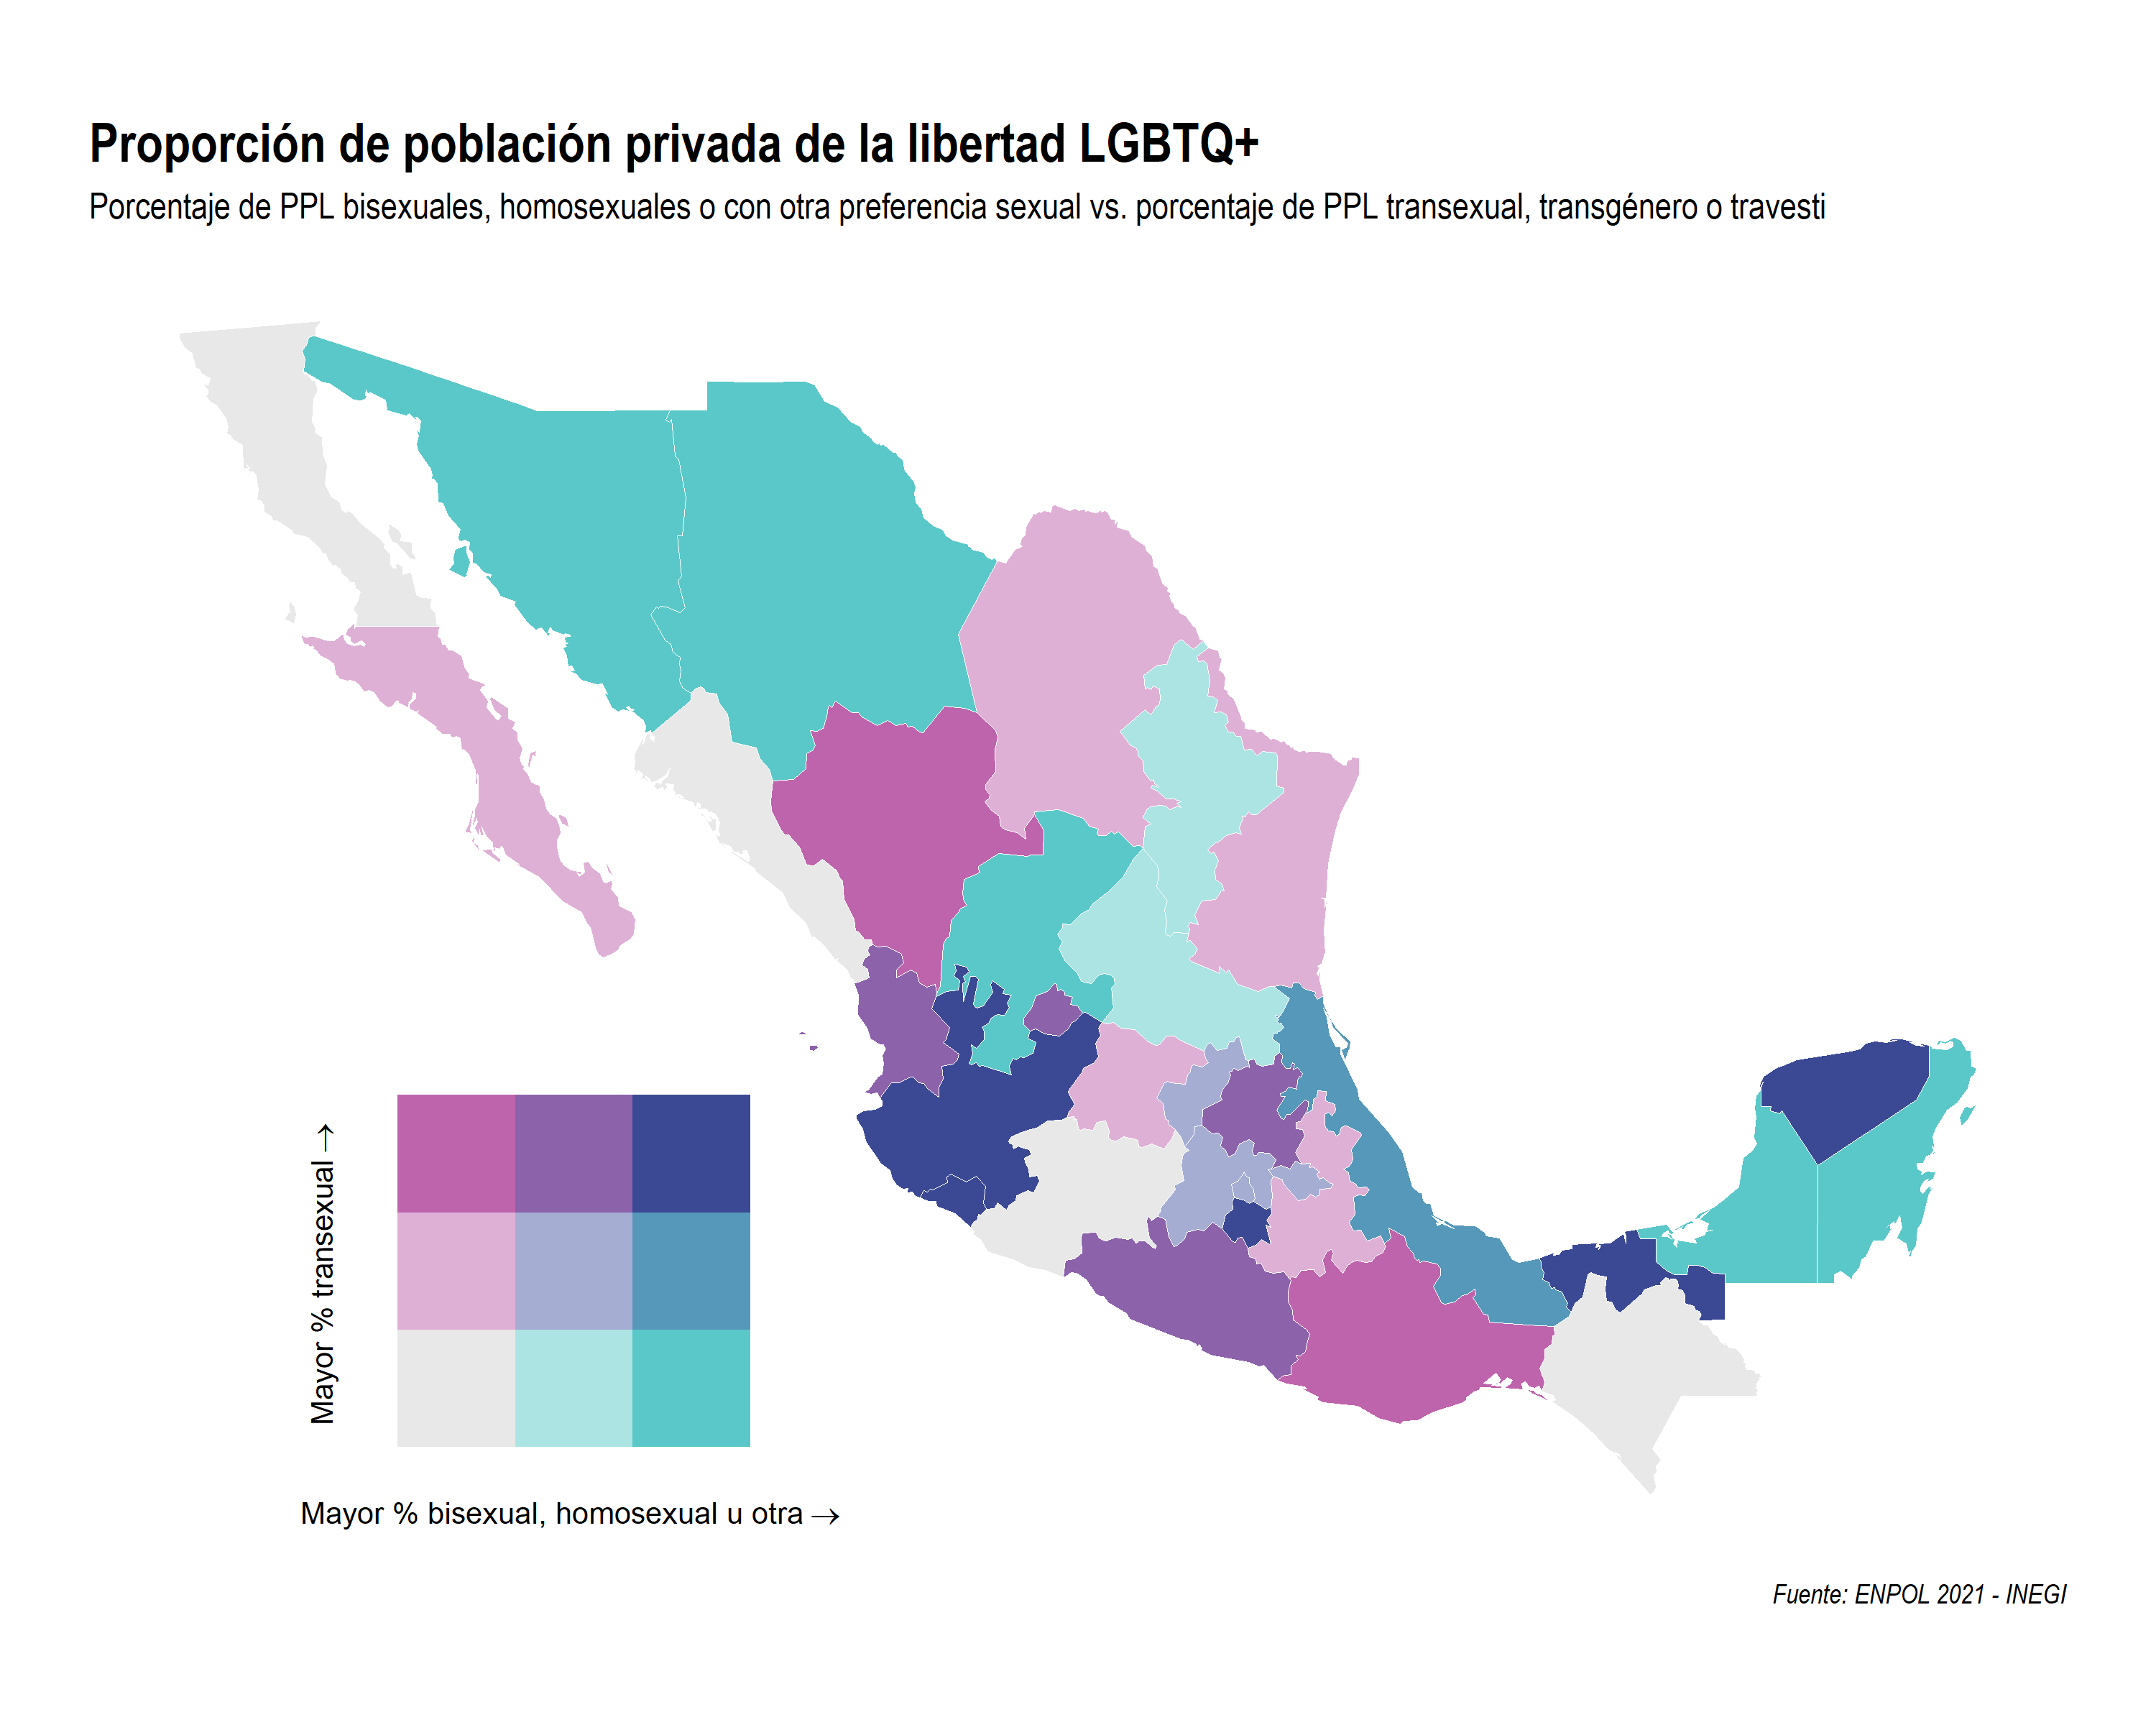 Proporción de población privada de la libertad LGBTQ+
Porcentaje de PPL bisexuales, homosexuales o con otra preferencia sexual vs. porcentaje de PPL transexual, transgénero o travesti
Mayor % transexual →
Mayor % bisexual, homosexual u otra →
Fuente: ENPOL 2021 - INEGI